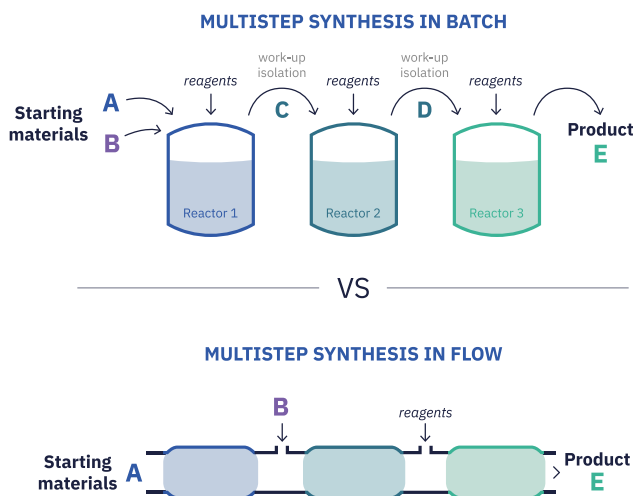 MULTISTEP SYNTHESIS IN BATCH
work-up
isolation
work-up
isolation
reagents
reagents
reagents
A
C
D
Starting
materials
B
Product
E
Reactor 1
Reactor 2
Reactor 3
VS
MULTISTEP SYNTHESIS IN FLOW
B
reagents
Starting
materials
A
Product
E